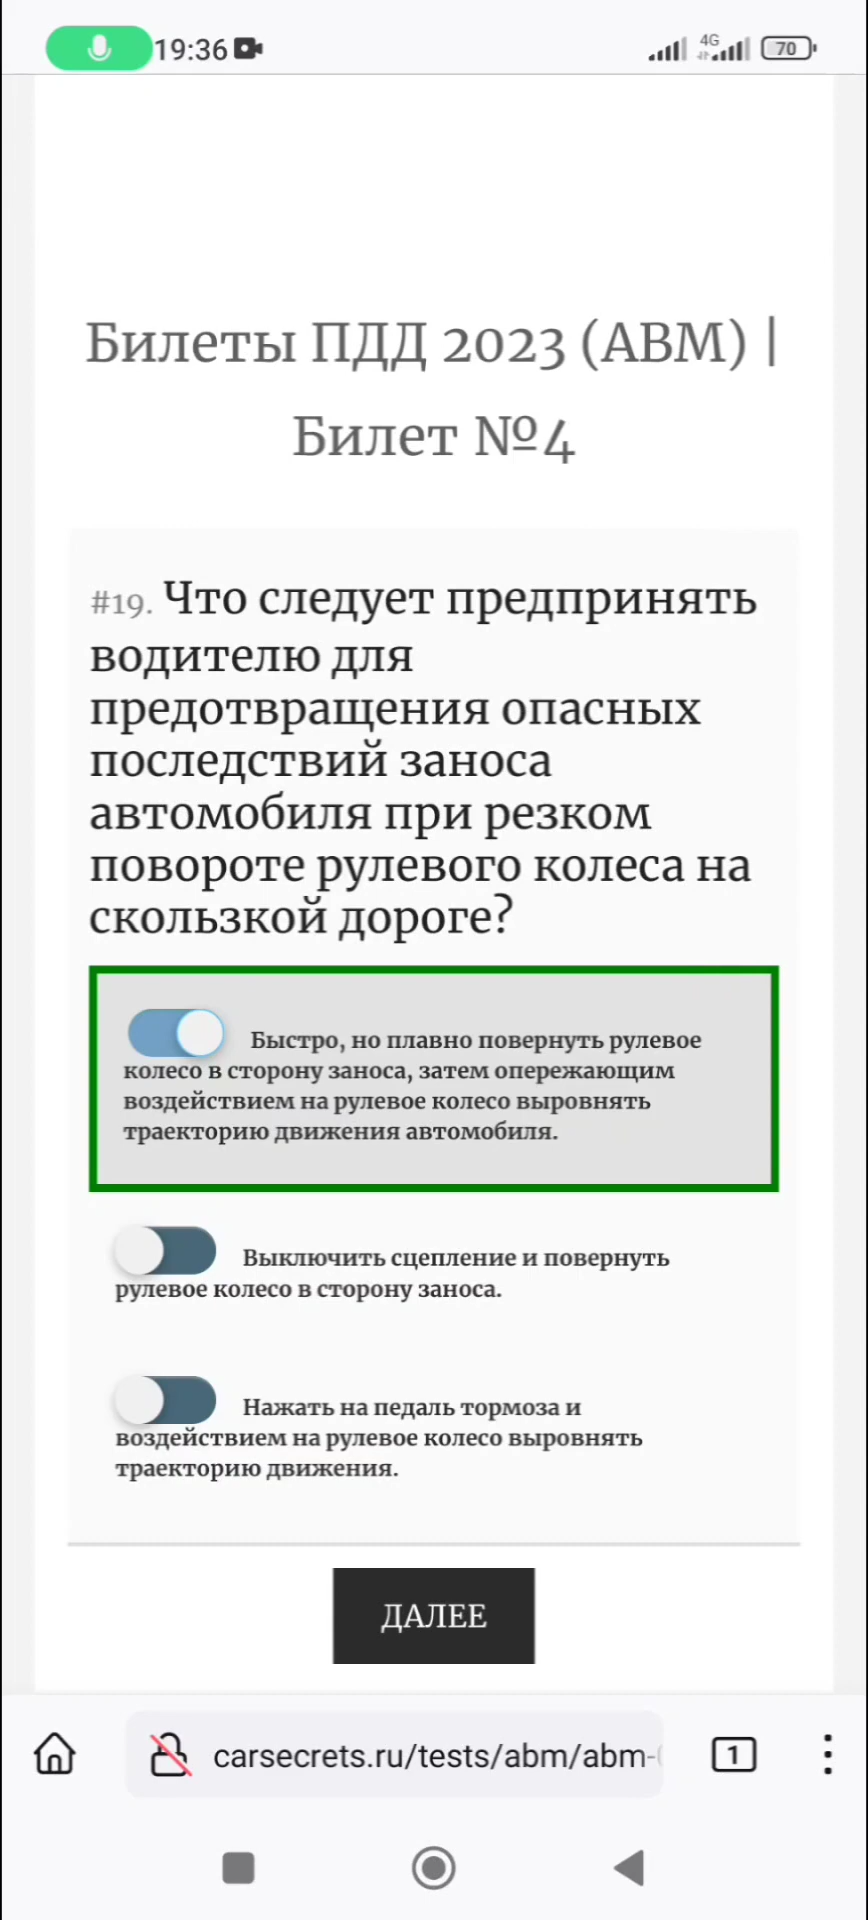 19:36
4G
70
Билеты ПДД 2023 (АВМ) |
Билет №4
#19. Что следует предпринять
водителю для
предотвращения опасных
последствий заноса
автомобиля при резком
повороте рулевого колеса на
скользкой дороге?
Быстро, но плавно повернуть рулевое
колесо в сторону заноса, затем опережающим
воздействием на рулевое колесо выровнять
траекторию движения автомобиля.
Выключить сцепление и повернуть
рулевое колесо в сторону заноса.
Нажать на педаль тормоза и
воздействием на рулевое колесо выровнять
траекторию движения.
ДАЛЕЕ
carsecrets.ru/tests/abm/abm-
1